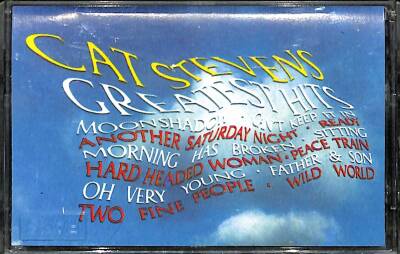 CAT STEVENS
GREATEST HITS
MOONSHADOW · CAN'T KEEP IT IN
ANOTHER SATURDAY NIGHT · READY
MORNING HAS BROKEN · SITTING
HARD HEADED WOMAN · PEACE TRAIN
OH VERY YOUNG · FATHER & SON
TWO FINE PEOPLE · WILD WORLD